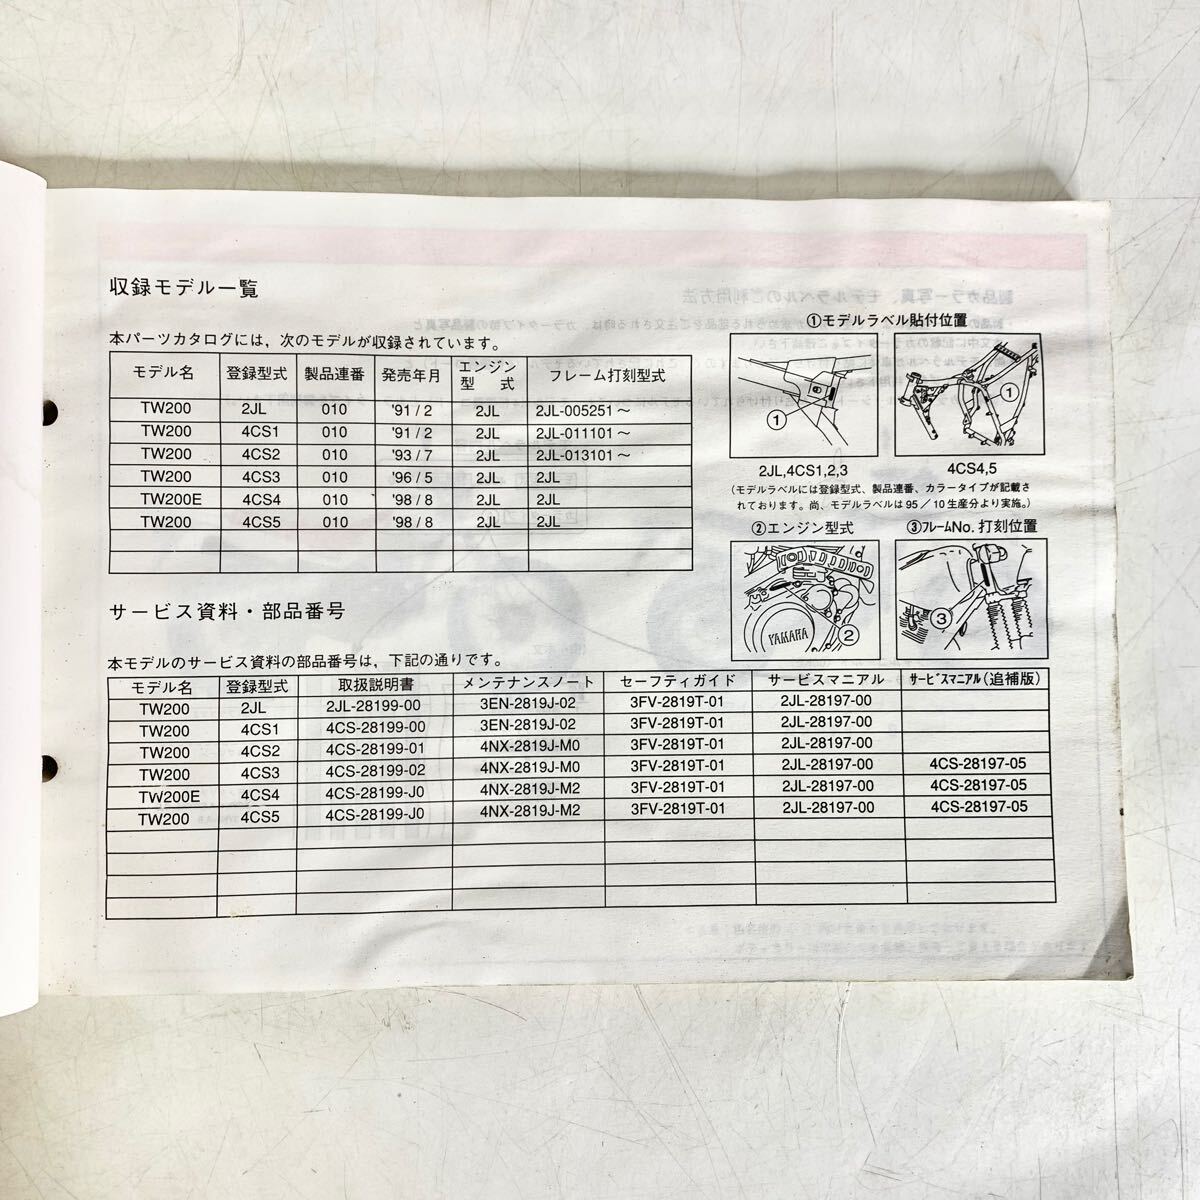 収録モデル一覧
本パーツカタログには，次のモデルが収録されています。
モデル名 登録型式 製品連番 発売年月 エンジン型式 フレーム打刻型式
TW200 2JL 010 '91/2 2JL 2JL-005251～
TW200 4CS1 010 '91/2 2JL 2JL-011101～
TW200 4CS2 010 '93/7 2JL 2JL-013101～
TW200 4CS3 010 '96/5 2JL 2JL
TW200E 4CS4 010 '98/8 2JL 2JL
TW200 4CS5 010 '98/8 2JL 2JL
①モデルラベル貼付位置
①
①
2JL,4CS1,2,3
4CS4,5
(モデルラベルには登録型式、製品連番、カラータイプが記載さ
れております。尚、モデルラベルは95／10生産分より実施。)
②エンジン型式
③フレームNo.打刻位置
YAMAHA
②
③
サービス資料・部品番号
本モデルのサービス資料の部品番号は，下記の通りです。
モデル名 登録型式 取扱説明書 メンテナンスノート セーフティガイド サービスマニアル サービスマニアル(追補版)
TW200 2JL 2JL-28199-00 3EN-2819J-02 3FV-2819T-01 2JL-28197-00
TW200 4CS1 4CS-28199-00 3EN-2819J-02 3FV-2819T-01 2JL-28197-00
TW200 4CS2 4CS-28199-01 4NX-2819J-M0 3FV-2819T-01 2JL-28197-00
TW200 4CS3 4CS-28199-02 4NX-2819J-M0 3FV-2819T-01 2JL-28197-00 4CS-28197-05
TW200E 4CS4 4CS-28199-J0 4NX-2819J-M2 3FV-2819T-01 2JL-28197-00 4CS-28197-05
TW200 4CS5 4CS-28199-J0 4NX-2819J-M2 3FV-2819T-01 2JL-28197-00 4CS-28197-05